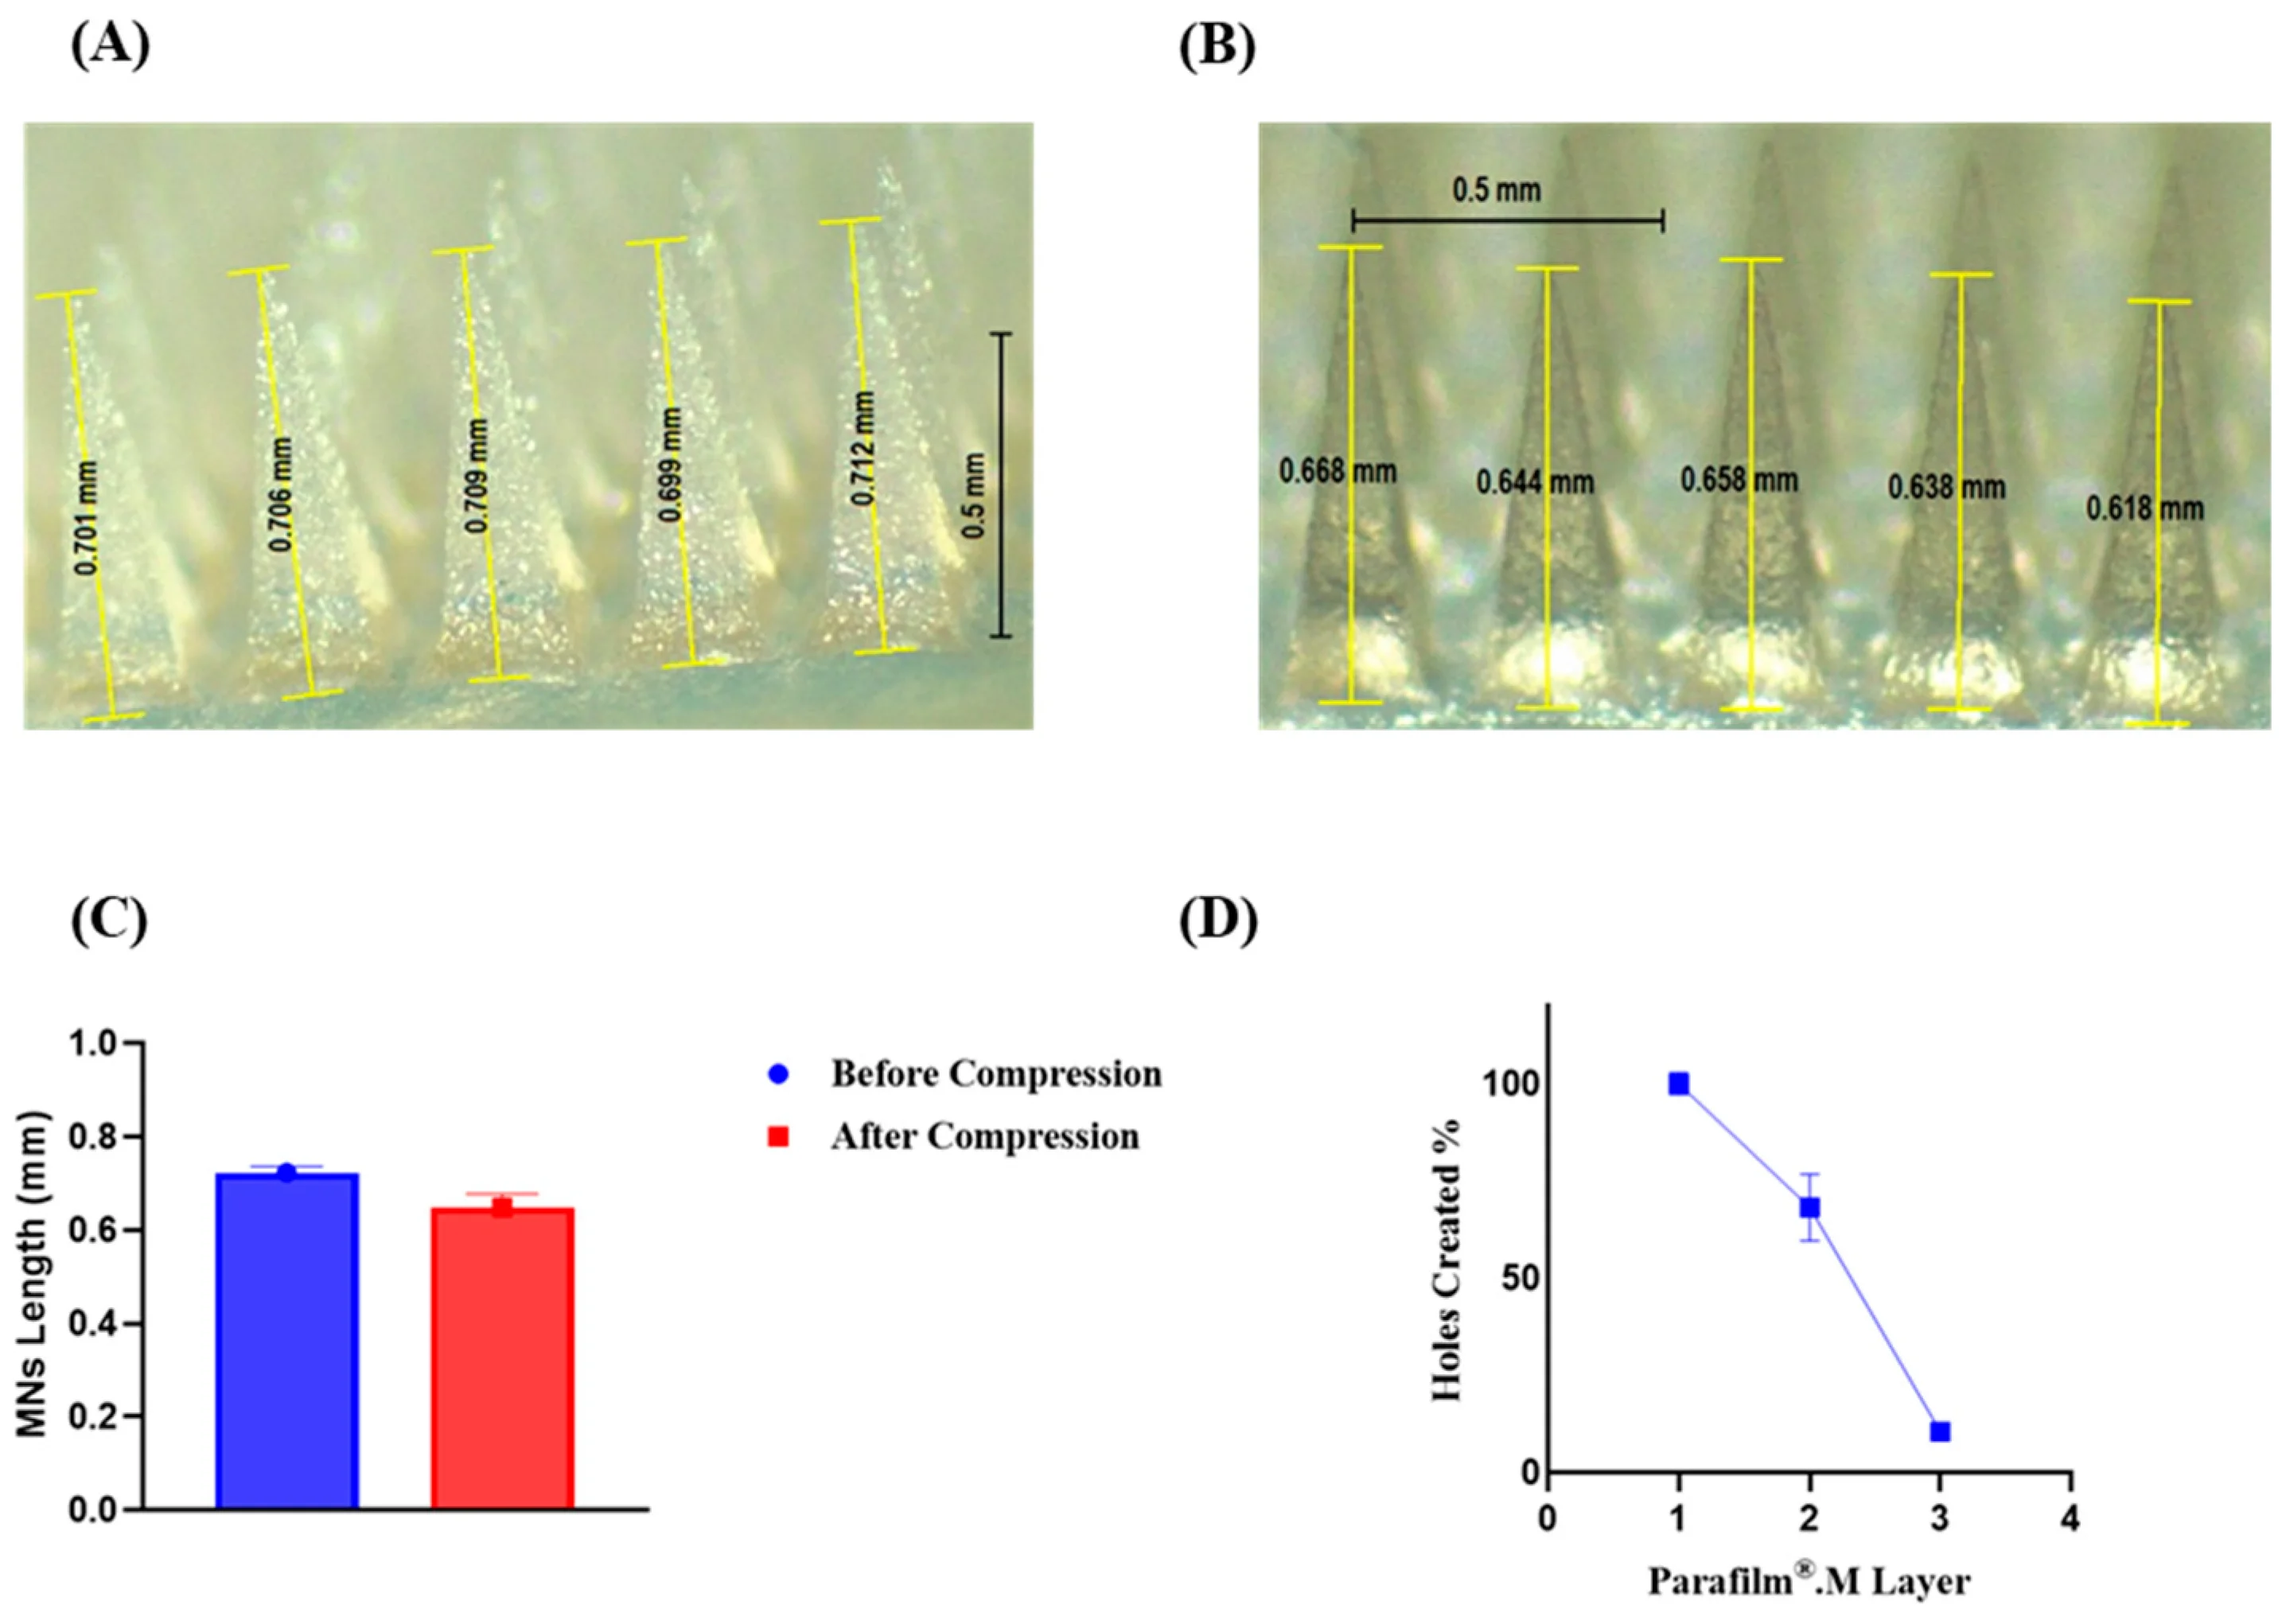 (A)
0.701 mm
0.706 mm
0.709 mm
0.699 mm
0.712 mm
0.5 mm
(B)
0.5 mm
0.668 mm
0.644 mm
0.658 mm
0.638 mm
0.618 mm
(C)
MNs Length (mm)
1.0
0.8
0.6
0.4
0.2
0.0
Before Compression
After Compression
(D)
Holes Created %
100
50
0
0 1 2 3 4
Parafilm®.M Layer